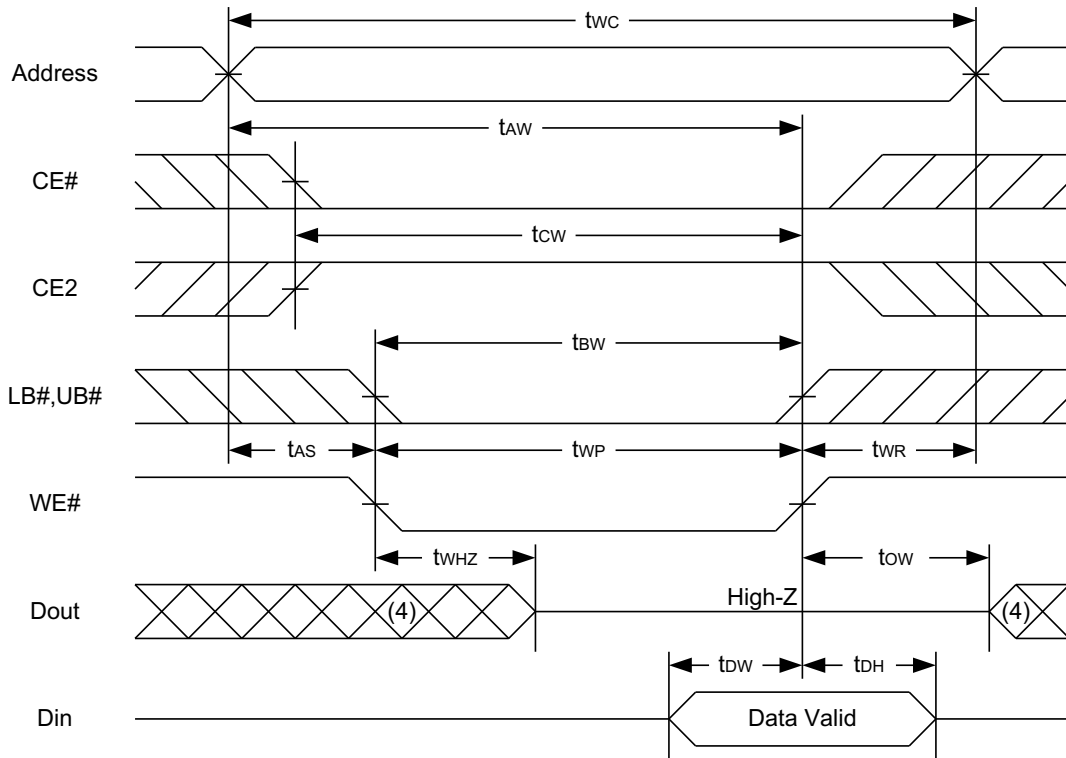 tWC
Address
tAW
CE#
tCW
CE2
tBW
LB#,UB#
tAS
tWP
tWR
WE#
tWHZ
tOW
Dout
(4)
High-Z
(4)
tDW
tDH
Din
Data Valid